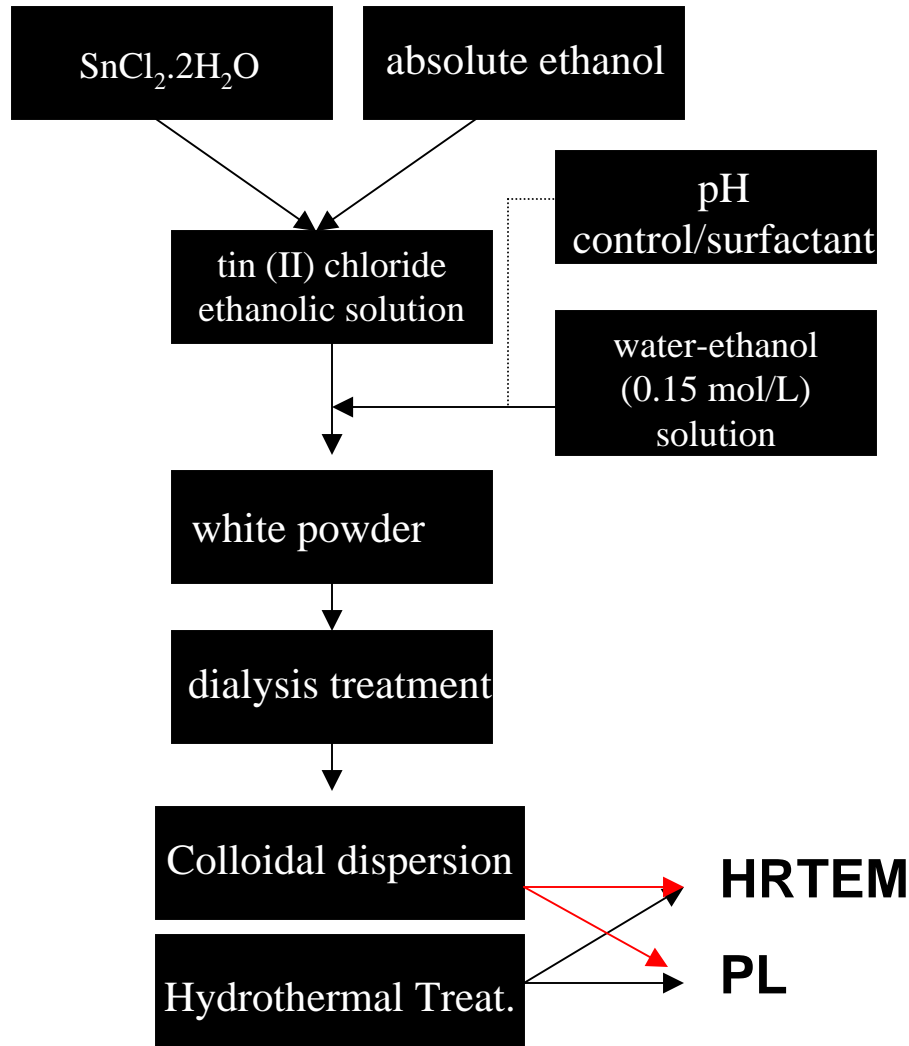 SnCl₂.2H₂O
absolute ethanol
pH
control/surfactant
tin (II) chloride
ethanolic solution
water-ethanol
(0.15 mol/L)
solution
white powder
dialysis treatment
Colloidal dispersion
HRTEM
Hydrothermal Treat.
PL